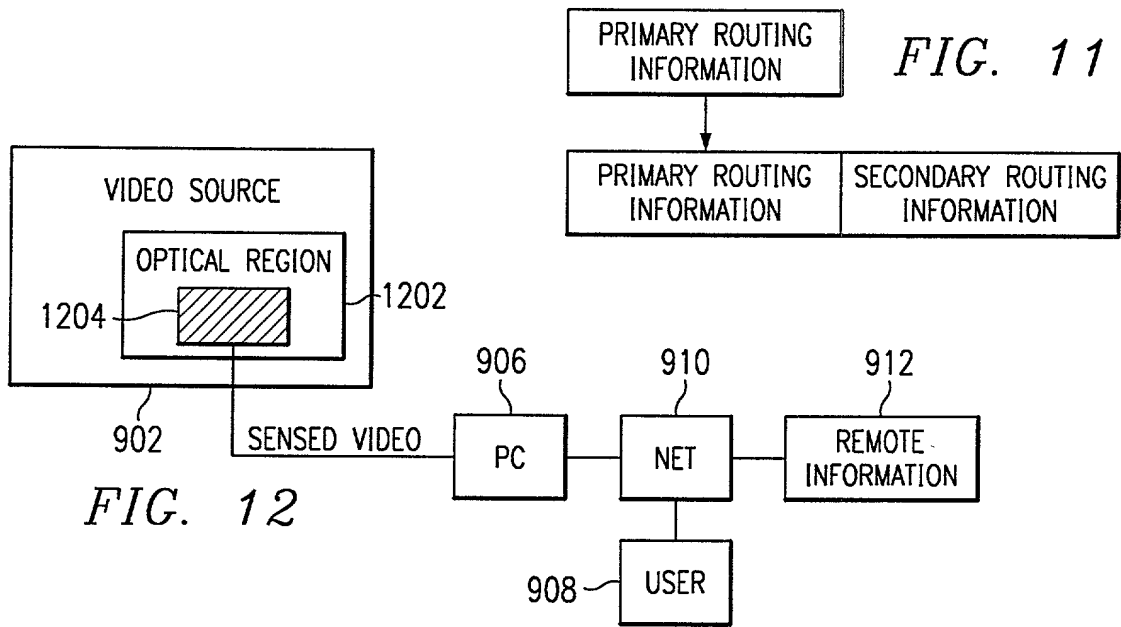 PRIMARY ROUTING
INFORMATION
FIG. 11
PRIMARY ROUTING
INFORMATION
SECONDARY ROUTING
INFORMATION
VIDEO SOURCE
OPTICAL REGION
1204
1202
902
SENSED VIDEO
906
PC
910
NET
912
REMOTE
INFORMATION
908
USER
FIG. 12